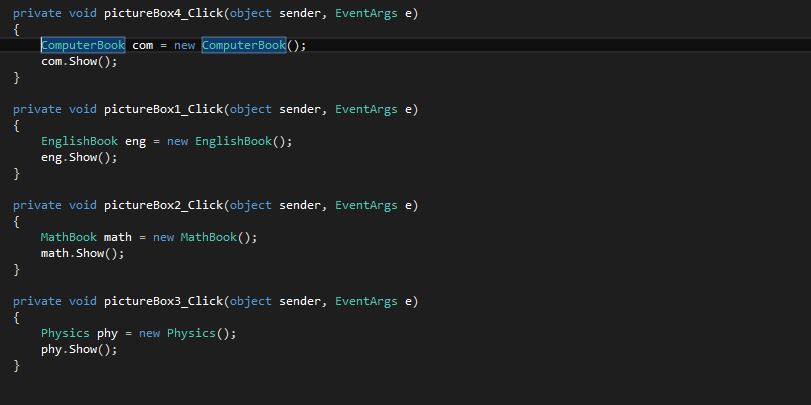 private void pictureBox4_Click(object sender, EventArgs e)
{
ComputerBook com = new ComputerBook();
com.Show();
}
private void pictureBox1_Click(object sender, EventArgs e)
{
EnglishBook eng = new EnglishBook();
eng.Show();
}
private void pictureBox2_Click(object sender, EventArgs e)
{
MathBook math = new MathBook();
math.Show();
}
private void pictureBox3_Click(object sender, EventArgs e)
{
Physics phy = new Physics();
phy.Show();
}